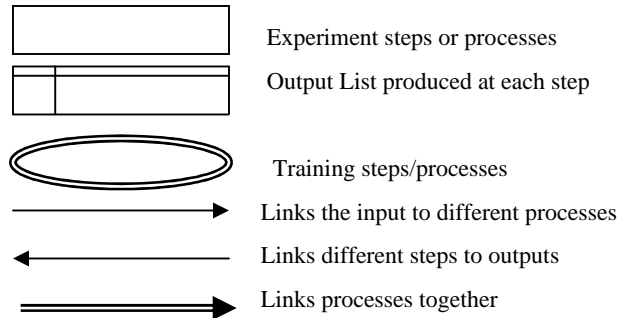 Experiment steps or processes
Output List produced at each step
Training steps/processes
Links the input to different processes
Links different steps to outputs
Links processes together